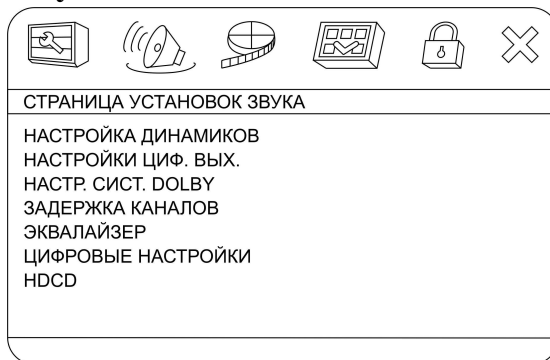 СТРАНИЦА УСТАНОВОК ЗВУКА
НАСТРОЙКА ДИНАМИКОВ
НАСТРОЙКИ ЦИФ. ВЫХ.
НАСТР. СИСТ. DOLBY
ЗАДЕРЖКА КАНАЛОВ
ЭКВАЛАЙЗЕР
ЦИФРОВЫЕ НАСТРОЙКИ
HDCD